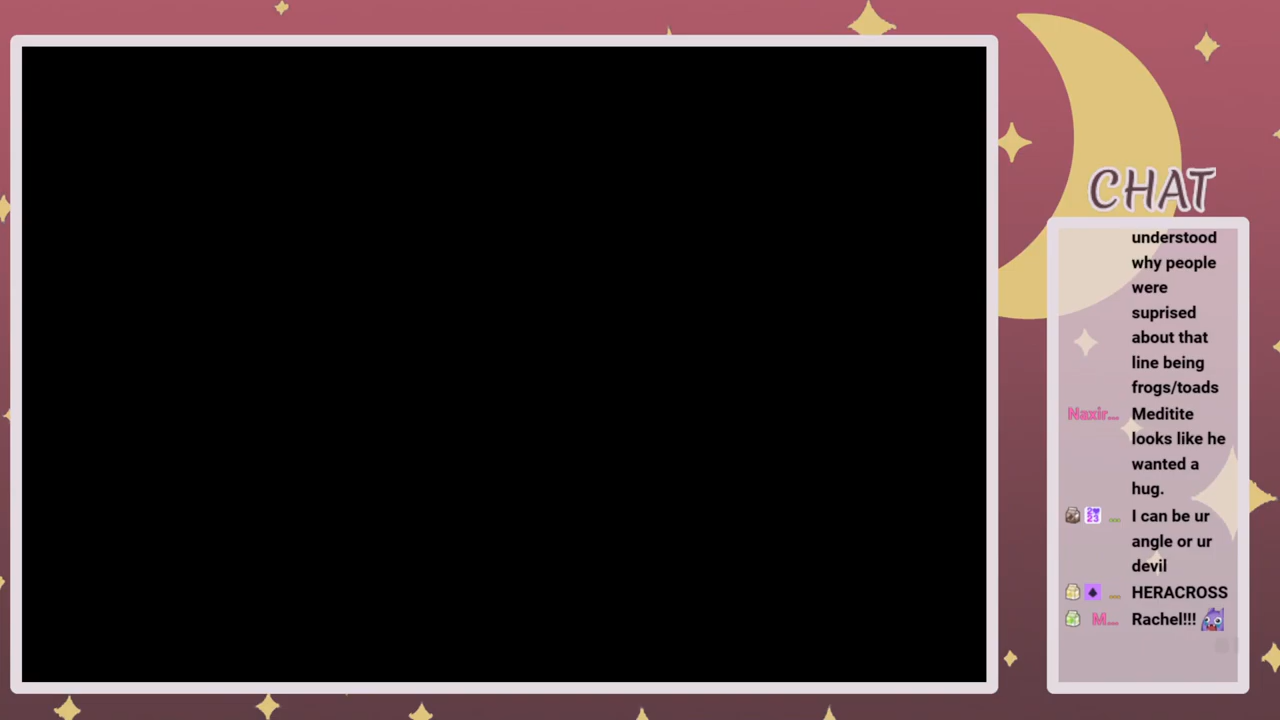 CHAT
understood
why people
were
suprised
about that
line being
frogs/toads
Naxir... Meditite
looks like he
wanted a
hug.
... I can be ur
angle or ur
devil
... HERACROSS
M... Rachel!!!